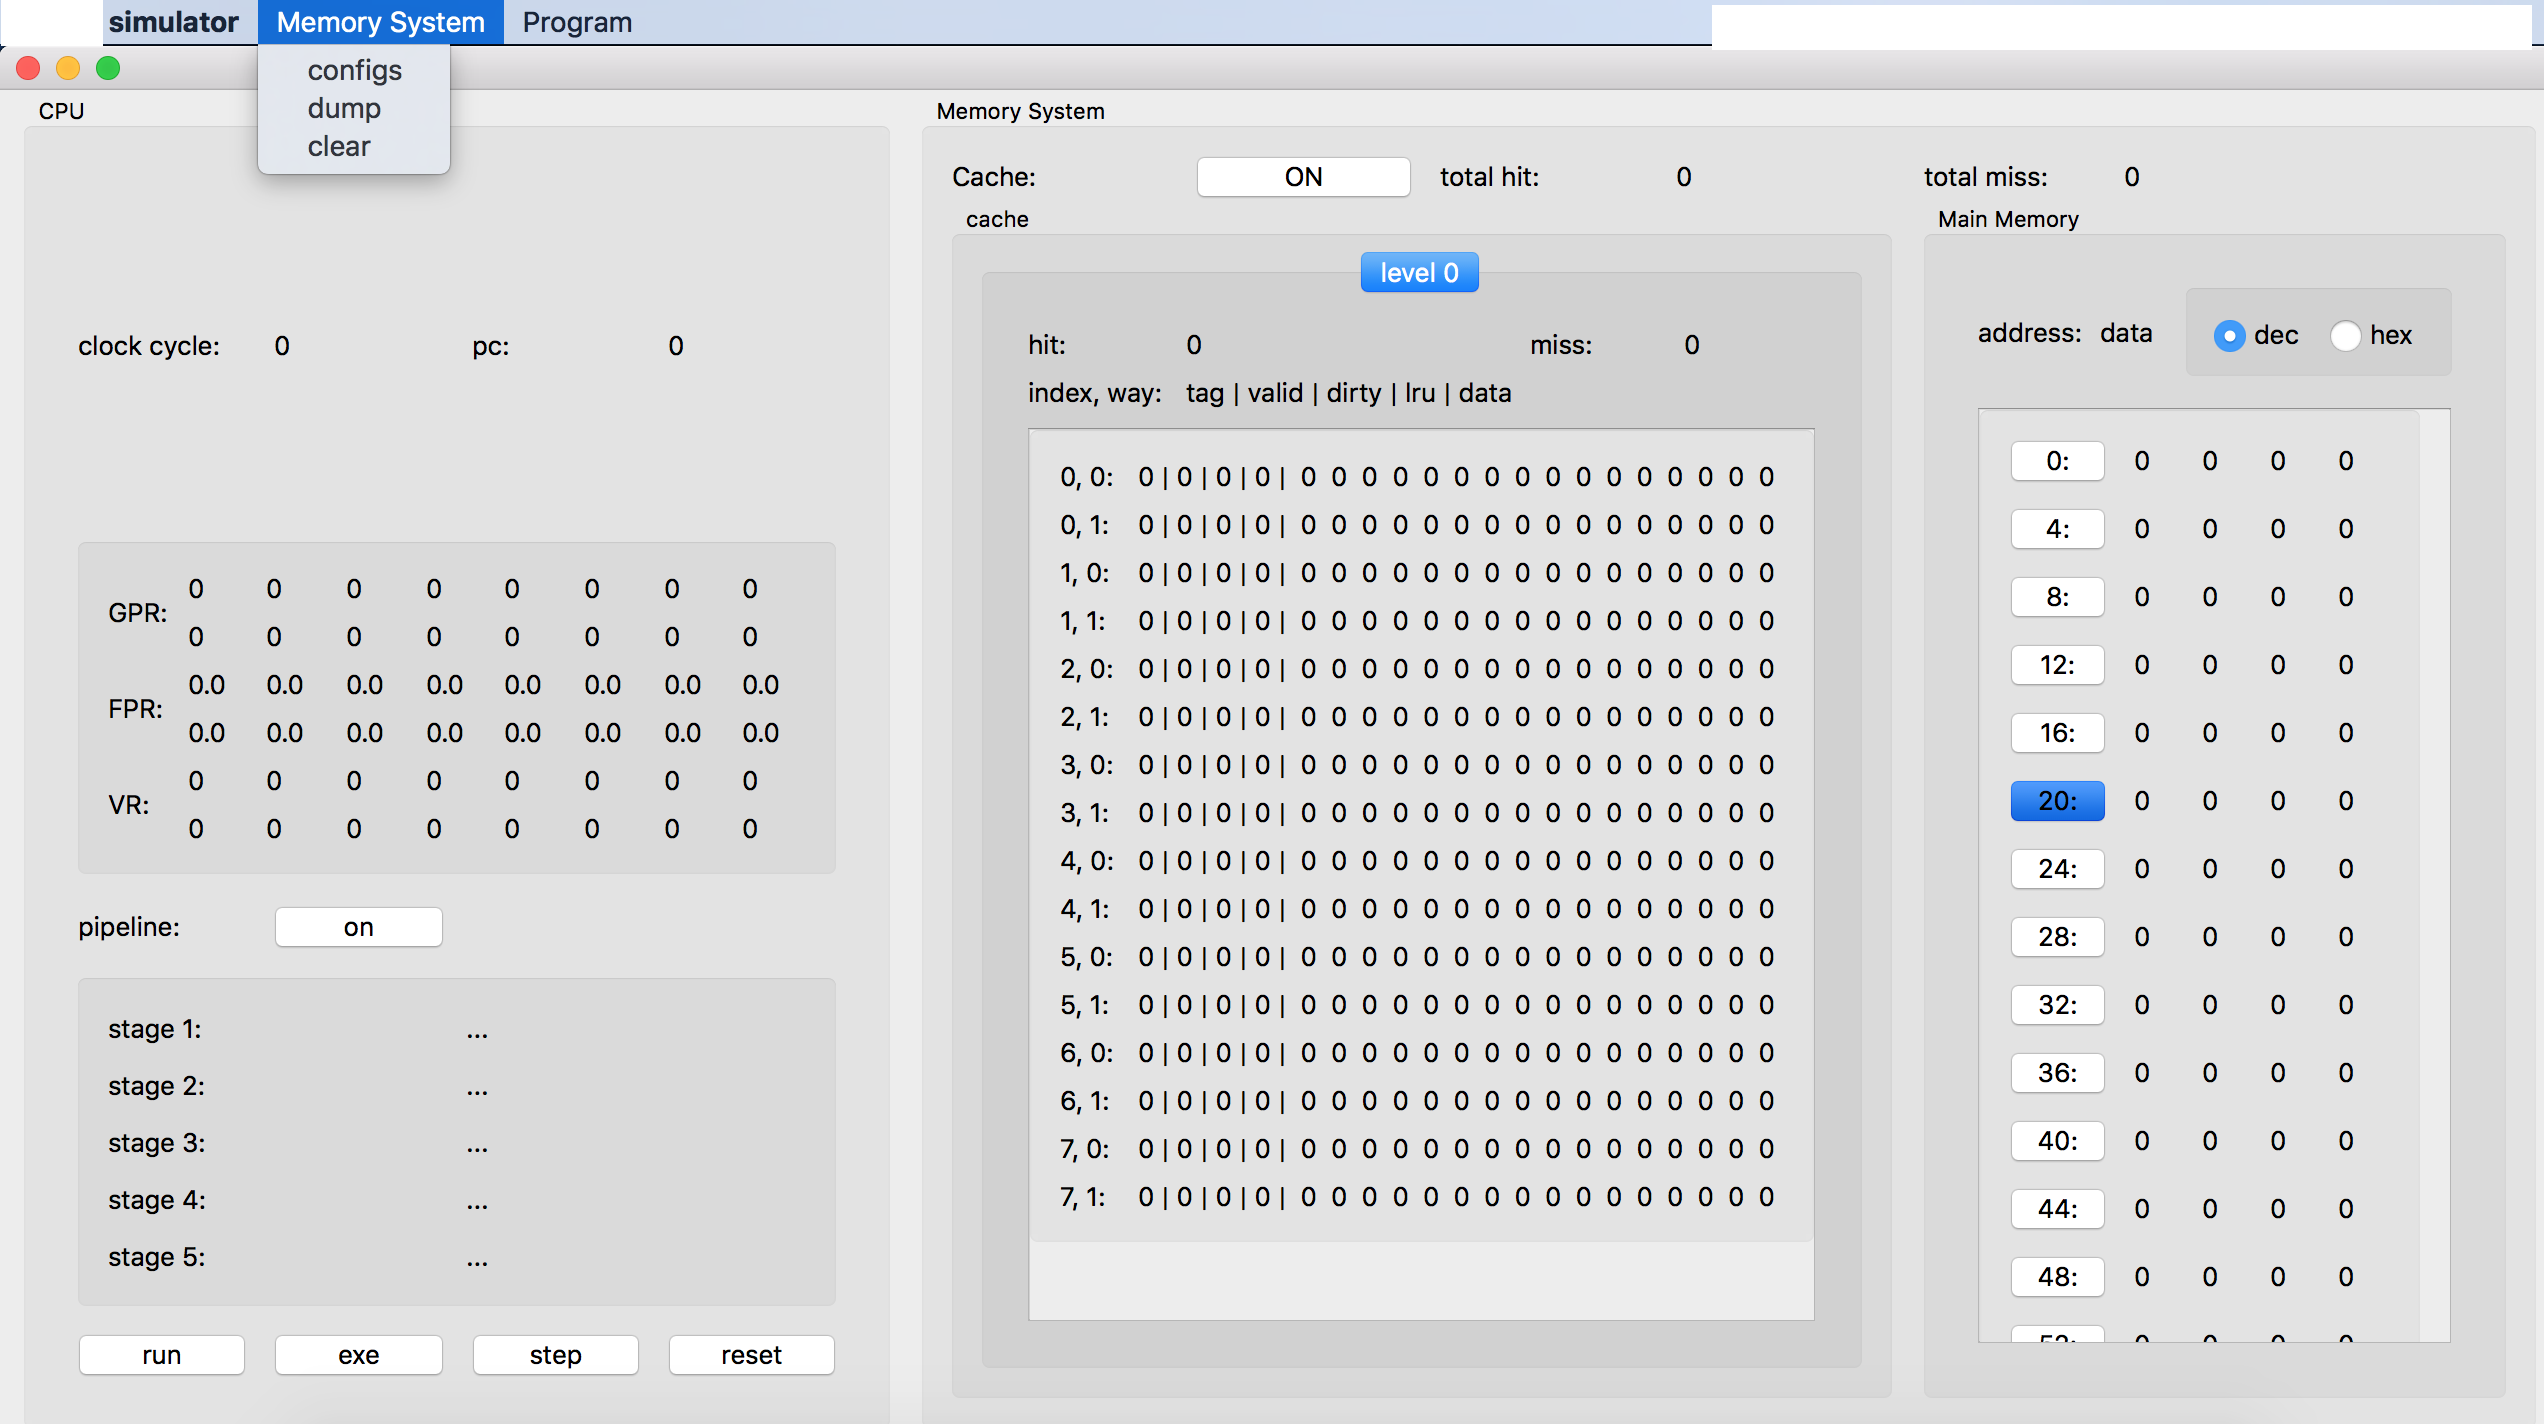 simulator Memory System Program
configs
dump
clear
CPU
clock cycle: 0 pc: 0
GPR:
0 0 0 0 0 0 0 0
0 0 0 0 0 0 0 0
FPR:
0.0 0.0 0.0 0.0 0.0 0.0 0.0 0.0
0.0 0.0 0.0 0.0 0.0 0.0 0.0 0.0
VR:
0 0 0 0 0 0 0 0
0 0 0 0 0 0 0 0
pipeline: on
stage 1: ...
stage 2: ...
stage 3: ...
stage 4: ...
stage 5: ...
run exe step reset
Memory System
Cache: ON total hit: 0 total miss: 0
cache
level 0
hit: 0 miss: 0
index, way: tag | valid | dirty | lru | data
0, 0: 0 | 0 | 0 | 0 | 0 0 0 0 0 0 0 0 0 0 0 0 0 0 0 0
0, 1: 0 | 0 | 0 | 0 | 0 0 0 0 0 0 0 0 0 0 0 0 0 0 0 0
1, 0: 0 | 0 | 0 | 0 | 0 0 0 0 0 0 0 0 0 0 0 0 0 0 0 0
1, 1: 0 | 0 | 0 | 0 | 0 0 0 0 0 0 0 0 0 0 0 0 0 0 0 0
2, 0: 0 | 0 | 0 | 0 | 0 0 0 0 0 0 0 0 0 0 0 0 0 0 0 0
2, 1: 0 | 0 | 0 | 0 | 0 0 0 0 0 0 0 0 0 0 0 0 0 0 0 0
3, 0: 0 | 0 | 0 | 0 | 0 0 0 0 0 0 0 0 0 0 0 0 0 0 0 0
3, 1: 0 | 0 | 0 | 0 | 0 0 0 0 0 0 0 0 0 0 0 0 0 0 0 0
4, 0: 0 | 0 | 0 | 0 | 0 0 0 0 0 0 0 0 0 0 0 0 0 0 0 0
4, 1: 0 | 0 | 0 | 0 | 0 0 0 0 0 0 0 0 0 0 0 0 0 0 0 0
5, 0: 0 | 0 | 0 | 0 | 0 0 0 0 0 0 0 0 0 0 0 0 0 0 0 0
5, 1: 0 | 0 | 0 | 0 | 0 0 0 0 0 0 0 0 0 0 0 0 0 0 0 0
6, 0: 0 | 0 | 0 | 0 | 0 0 0 0 0 0 0 0 0 0 0 0 0 0 0 0
6, 1: 0 | 0 | 0 | 0 | 0 0 0 0 0 0 0 0 0 0 0 0 0 0 0 0
7, 0: 0 | 0 | 0 | 0 | 0 0 0 0 0 0 0 0 0 0 0 0 0 0 0 0
7, 1: 0 | 0 | 0 | 0 | 0 0 0 0 0 0 0 0 0 0 0 0 0 0 0 0
Main Memory
address: data dec hex
0: 0 0 0 0
4: 0 0 0 0
8: 0 0 0 0
12: 0 0 0 0
16: 0 0 0 0
20: 0 0 0 0
24: 0 0 0 0
28: 0 0 0 0
32: 0 0 0 0
36: 0 0 0 0
40: 0 0 0 0
44: 0 0 0 0
48: 0 0 0 0